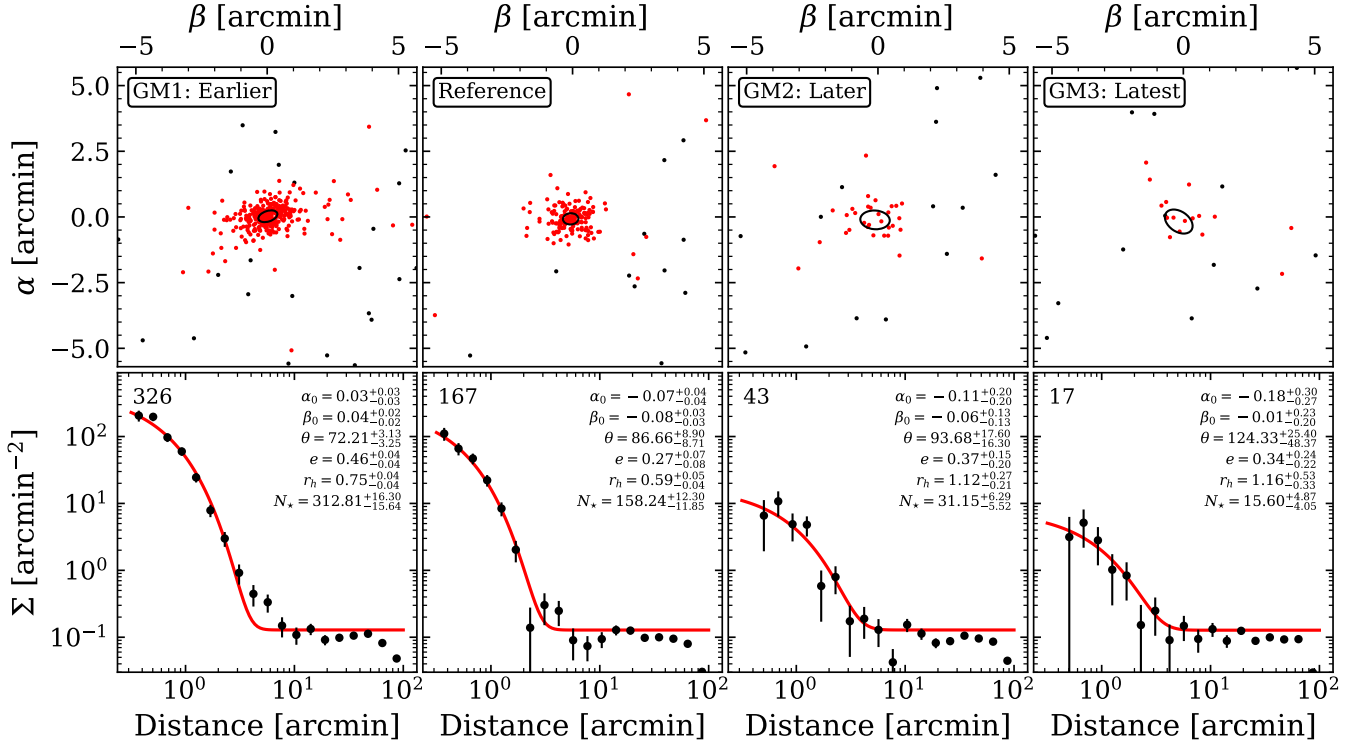 β [arcmin] β [arcmin] β [arcmin] β [arcmin]
−5 0 5 −5 0 5 −5 0 5 −5 0 5
GM1: Earlier Reference GM2: Later GM3: Latest
5.0
2.5
0.0
−2.5
−5.0
α [arcmin]
326
α₀ = 0.03 +0.03 −0.03
β₀ = 0.04 +0.02 −0.02
θ = 72.21 +3.13 −3.25
e = 0.46 +0.04 −0.04
r_h = 0.75 +0.04 −0.04
N⋆ = 312.81 +16.30 −15.64
167
α₀ = −0.07 +0.04 −0.04
β₀ = −0.08 +0.03 −0.03
θ = 86.66 +8.90 −8.71
e = 0.27 +0.07 −0.08
r_h = 0.59 +0.05 −0.04
N⋆ = 158.24 +12.30 −11.85
43
α₀ = −0.11 +0.20 −0.20
β₀ = −0.06 +0.13 −0.13
θ = 93.68 +17.60 −16.30
e = 0.37 +0.15 −0.20
r_h = 1.12 +0.27 −0.21
N⋆ = 31.15 +6.29 −5.52
17
α₀ = −0.18 +0.30 −0.27
β₀ = −0.01 +0.23 −0.20
θ = 124.33 +25.40 −48.37
e = 0.34 +0.24 −0.22
r_h = 1.16 +0.53 −0.33
N⋆ = 15.60 +4.87 −4.05
10²
10¹
10⁰
10⁻¹
Σ [arcmin⁻²]
10⁰ 10¹ 10² 10⁰ 10¹ 10² 10⁰ 10¹ 10² 10⁰ 10¹ 10²
Distance [arcmin] Distance [arcmin] Distance [arcmin] Distance [arcmin]